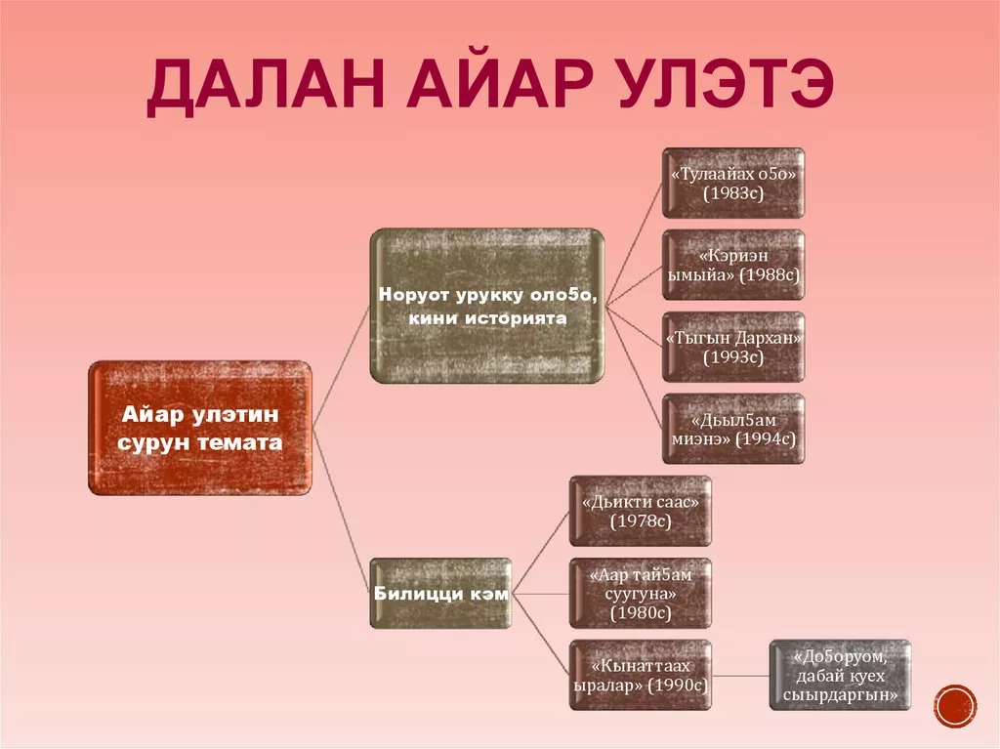 ДАЛАН АЙАР УЛЭТЭ
«Тулаайах о5о»
(1983с)
«Кэриэн
ымыйа» (1988с)
«Тыгын Дархан»
(1993с)
«Дьыл5ам
миэнэ» (1994с)
Норуот урукку оло5о,
кини историята
Айар улэтин
сурун темата
«Дьикти саас»
(1978с)
«Аар тай5ам
суугуна»
(1980с)
Билицци кэм
«Кынаттаах
ыралар» (1990с)
«До5оруом,
дабай куех
сыырдаргын»